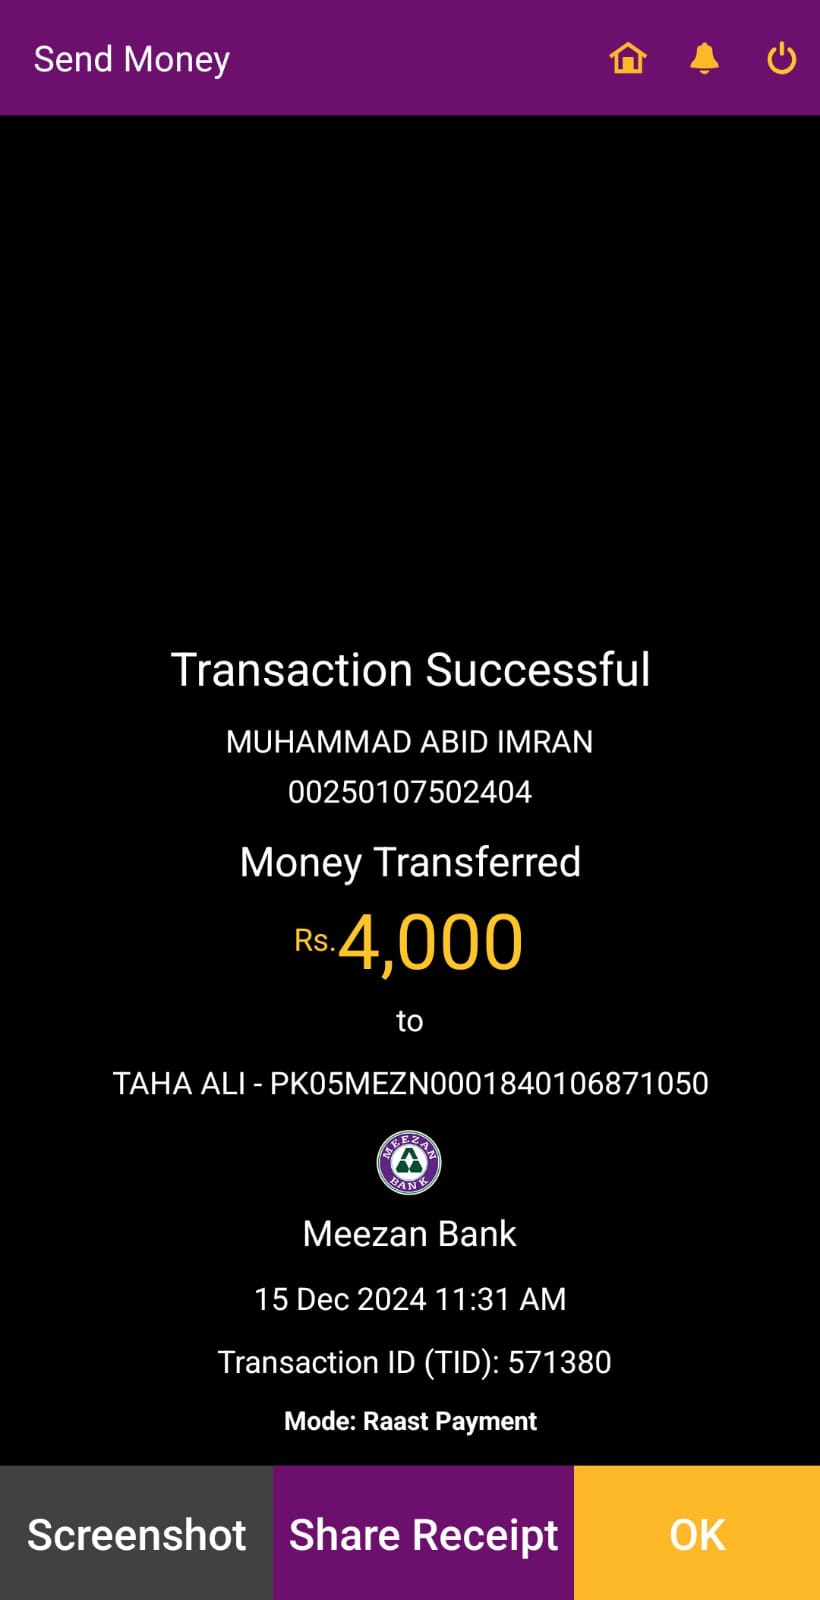 Send Money
Transaction Successful
MUHAMMAD ABID IMRAN
00250107502404
Money Transferred
Rs.4,000
to
TAHA ALI - PK05MEZN0001840106871050
MEEZAN
BANK
Meezan Bank
15 Dec 2024 11:31 AM
Transaction ID (TID): 571380
Mode: Raast Payment
Screenshot
Share Receipt
OK